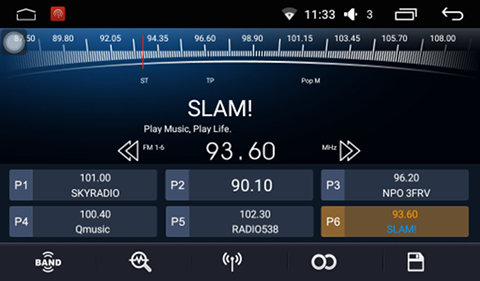 11:33 3
87.50 89.80 92.05 94.35 96.60 98.90 101.15 103.45 105.70 108.00
ST TP Pop M
SLAM!
Play Music, Play Life.
FM 1-6 93.60 MHz
P1 101.00 SKYRADIO
P2 90.10
P3 96.20 NPO 3FRV
P4 100.40 Qmusic
P5 102.30 RADIO538
P6 93.60 SLAM!
BAND